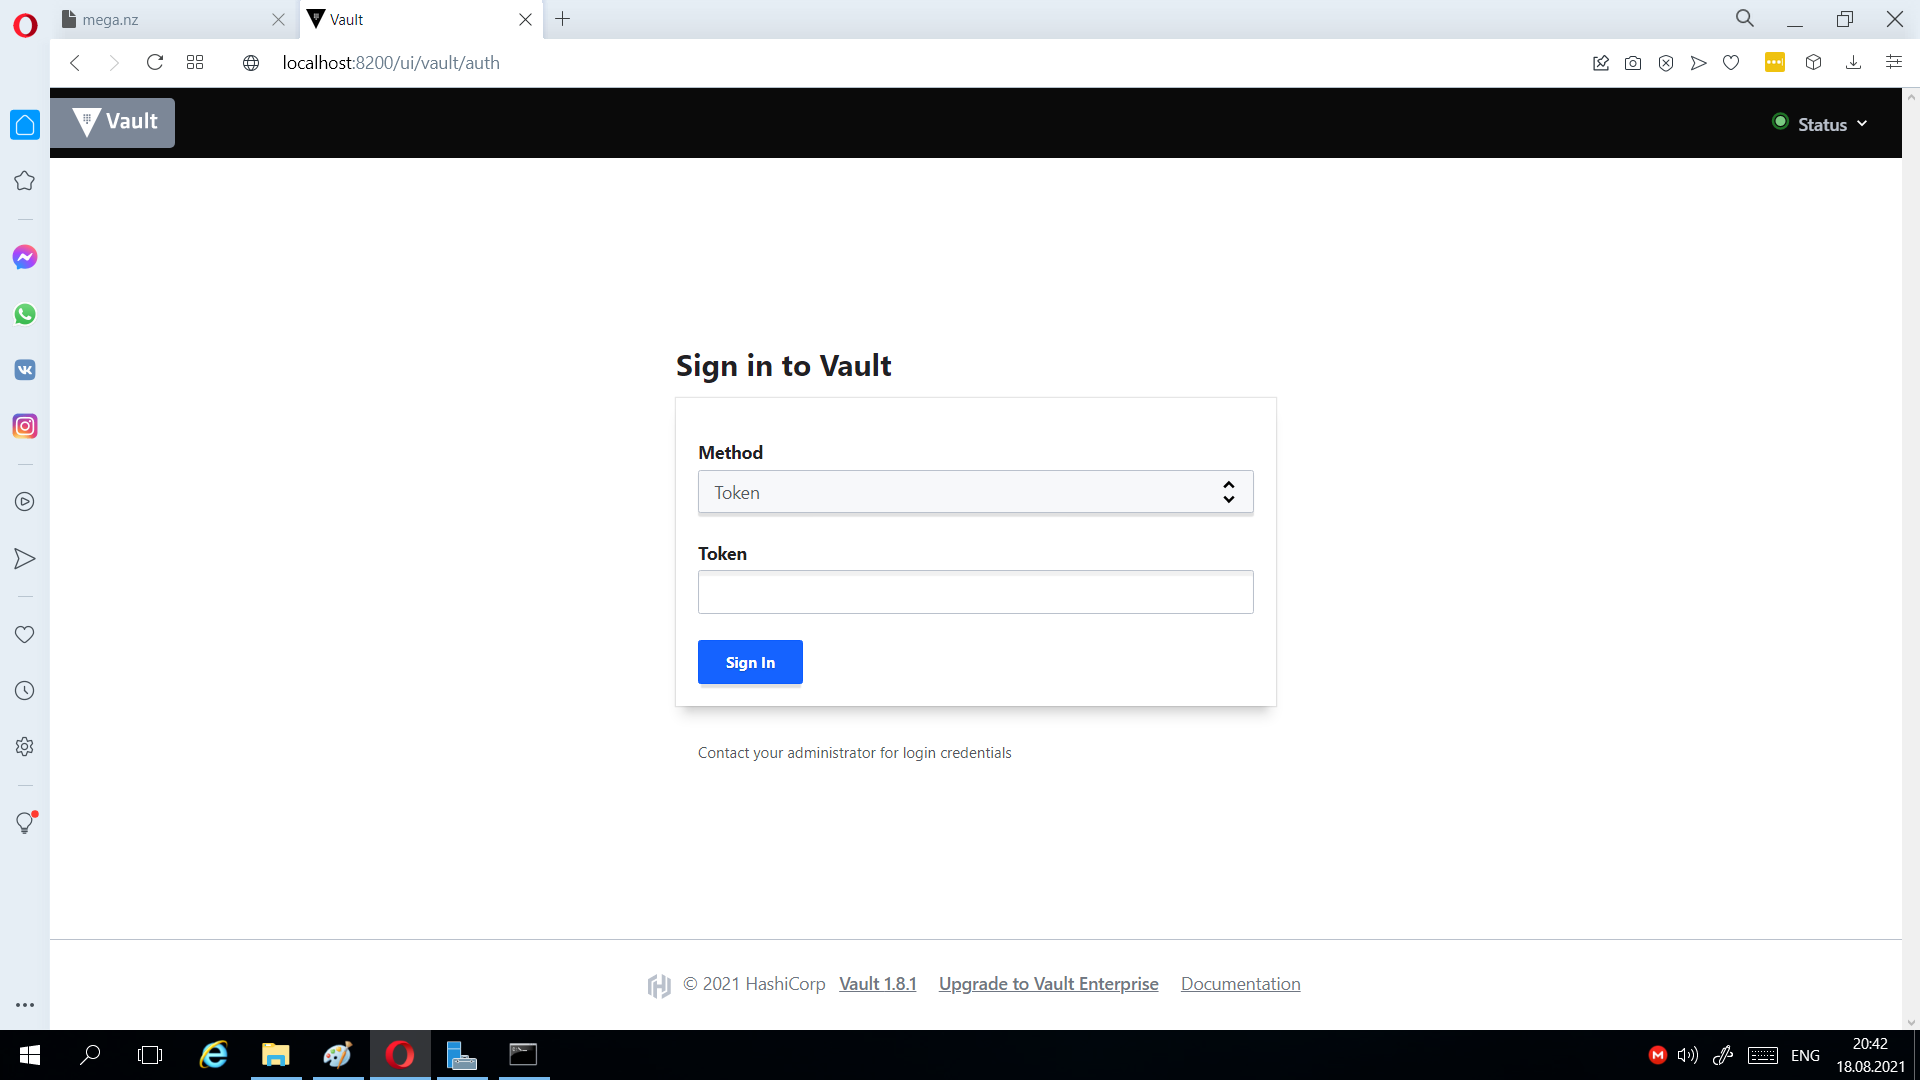 mega.nz
Vault
localhost:8200/ui/vault/auth
Vault
Status
Sign in to Vault
Method
Token
Token
Sign In
Contact your administrator for login credentials
© 2021 HashiCorp Vault 1.8.1 Upgrade to Vault Enterprise Documentation
ENG
20:42
18.08.2021